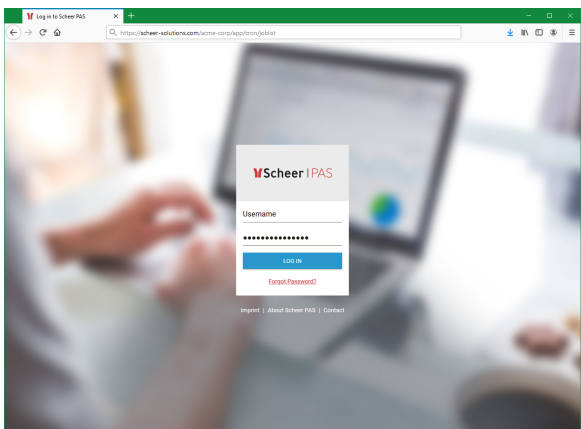 Log in to Scheer PAS
https://scheer-solutions.com/acme-corp/app/cron/joblist
Scheer | PAS
Username
•••••••••••••••
LOG IN
Forgot Password?
Imprint | About Scheer PAS | Contact